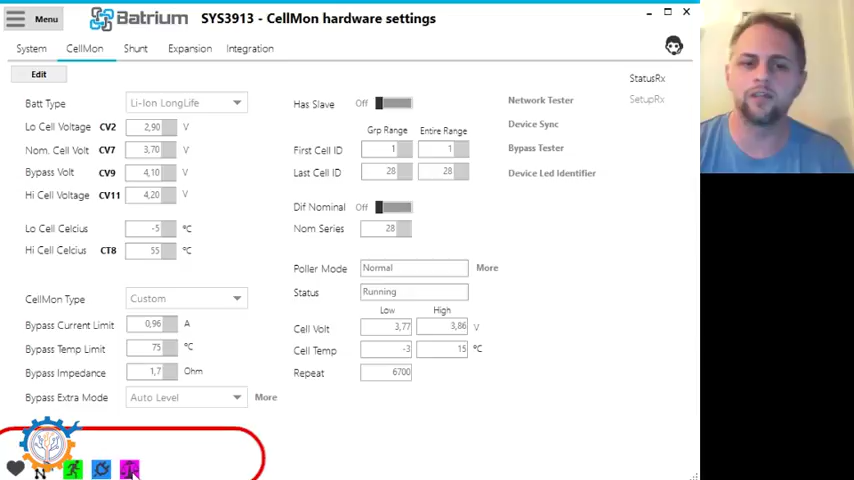 Menu
Batrium
SYS3913 - CellMon hardware settings
System CellMon Shunt Expansion Integration
Edit
StatusRx
SetupRx
Batt Type Li-Ion LongLife
Lo Cell Voltage CV2 2,90 V
Nom. Cell Volt CV7 3,70 V
Bypass Volt CV9 4,10 V
Hi Cell Voltage CV11 4,20 V
Lo Cell Celcius -5 ºC
Hi Cell Celcius CT8 55 ºC
CellMon Type Custom
Bypass Current Limit 0,96 A
Bypass Temp Limit 75 ºC
Bypass Impedance 1,7 Ohm
Bypass Extra Mode Auto Level More
Has Slave Off
Grp Range Entire Range
First Cell ID 1 1
Last Cell ID 28 28
Dif Nominal Off
Nom Series 28
Poller Mode Normal More
Status Running
Low High
Cell Volt 3,77 3,86 V
Cell Temp -3 15 ºC
Repeat 6700
Network Tester
Device Sync
Bypass Tester
Device Led Identifier
N